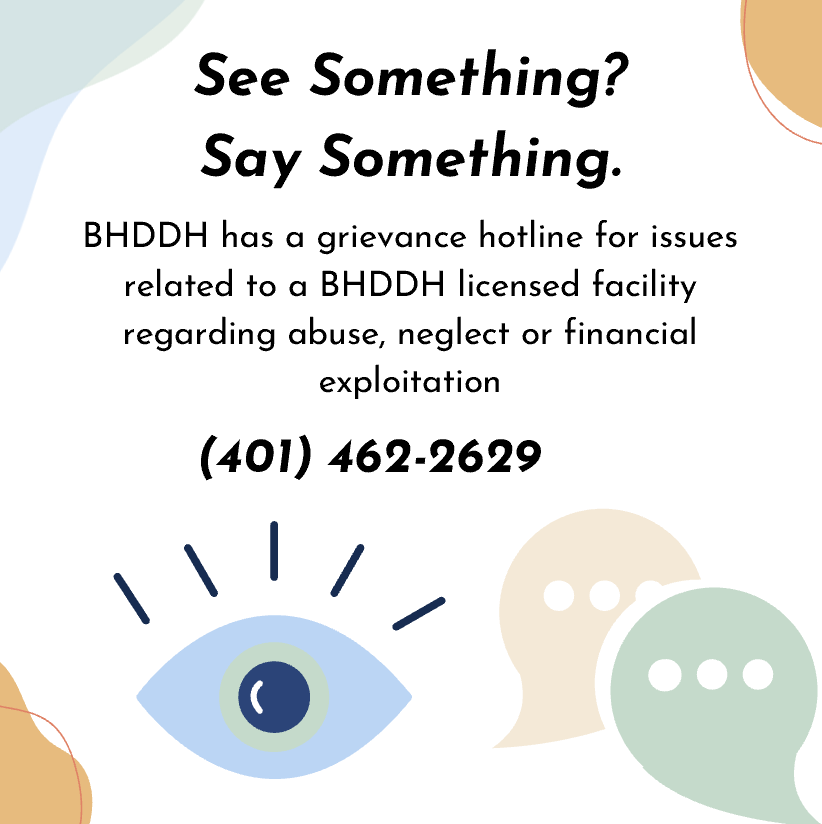 See Something?
Say Something.
BHDDH has a grievance hotline for issues
related to a BHDDH licensed facility
regarding abuse, neglect or financial
exploitation
(401) 462-2629